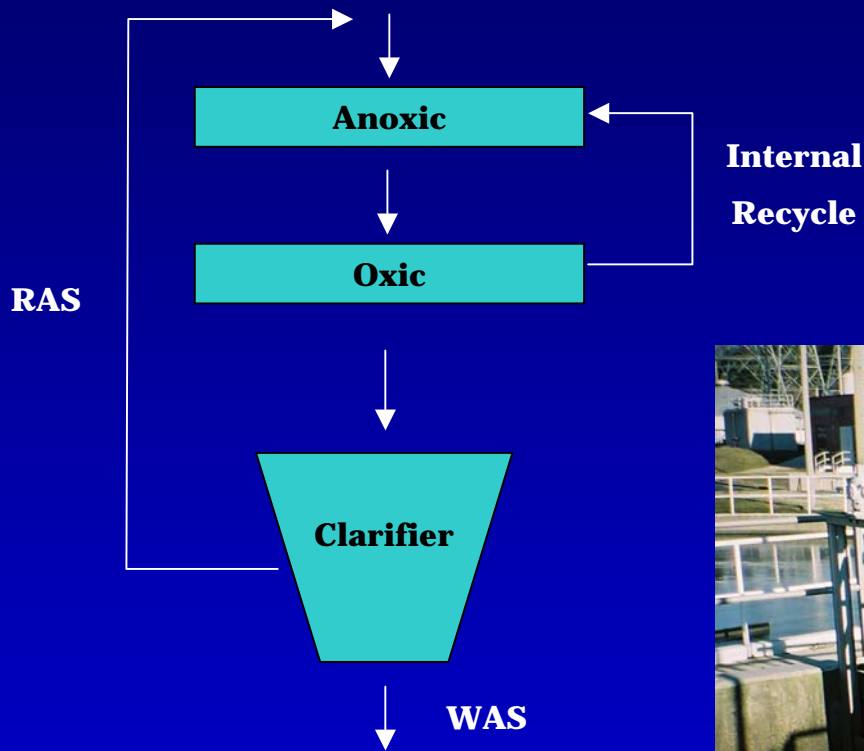 Anoxic
Internal
Recycle
Oxic
RAS
Clarifier
WAS